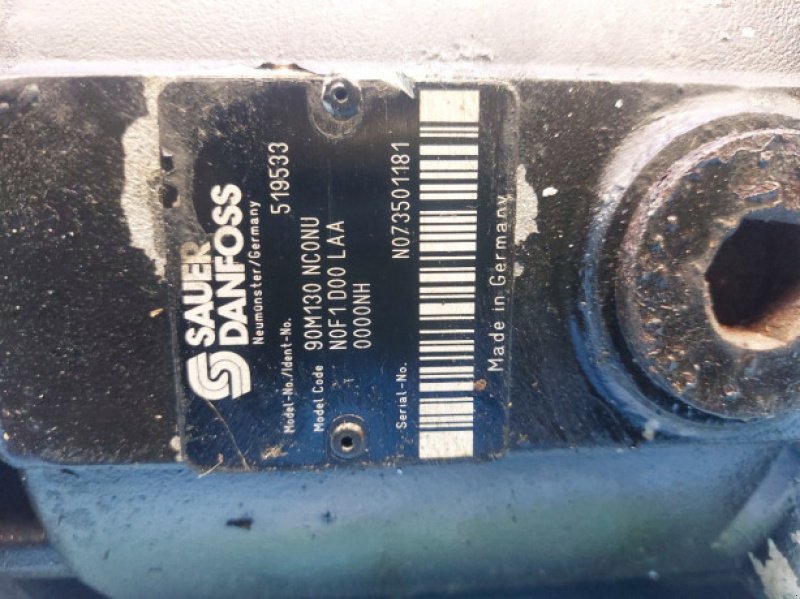 SAUER
DANFOSS
Neumünster/Germany
Model-No./Ident-No. 519533
Model Code 90M130 NC0NU
N0F1 D00 LAA
0000NH
Serial-No. N073501181
Made in Germany